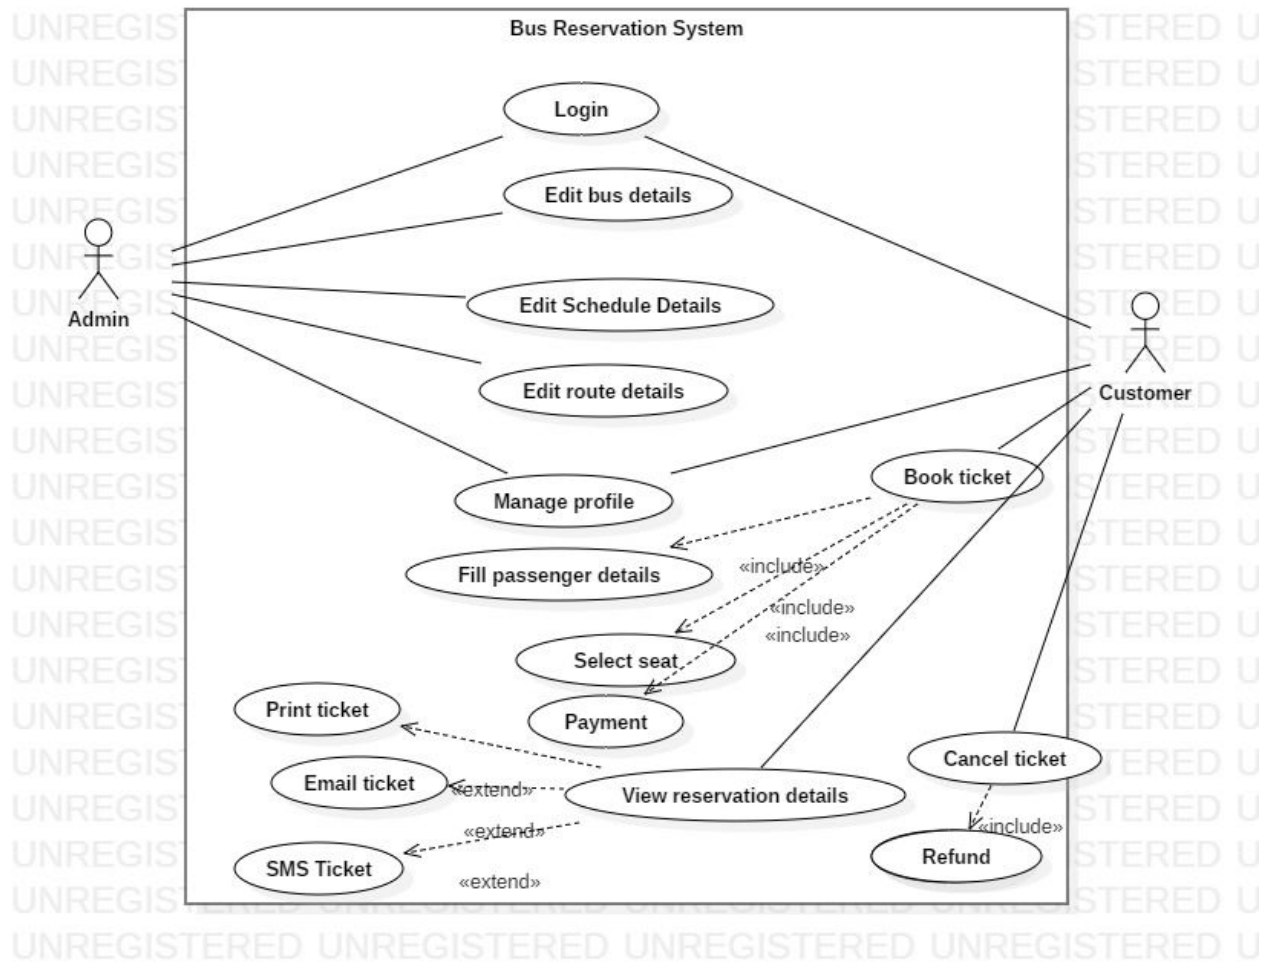 Bus Reservation System
Login
Edit bus details
Admin
Edit Schedule Details
Edit route details
Customer
Manage profile
Book ticket
Fill passenger details
«include»
«include»
«include»
Select seat
Print ticket
Payment
Cancel ticket
Email ticket
«extend»
View reservation details
«extend»
«include»
Refund
SMS Ticket
«extend»
UNREGISTERED UNREGISTERED UNREGISTERED UNREGISTERED U